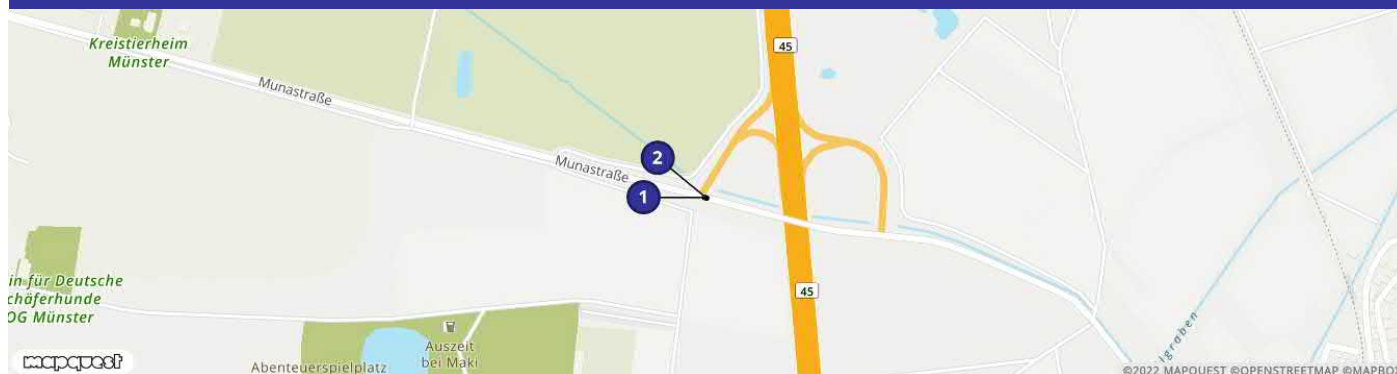 Kreistierheim
Münster
Munastraße
45
Munastraße
2
1
45
in für Deutsche
chäferhunde
OG Münster
Auszeit
bei Maki
Abenteuerspielplatz
lgraben
mapquest
©2022 MAPQUEST ©OPENSTREETMAP ©MAPBO